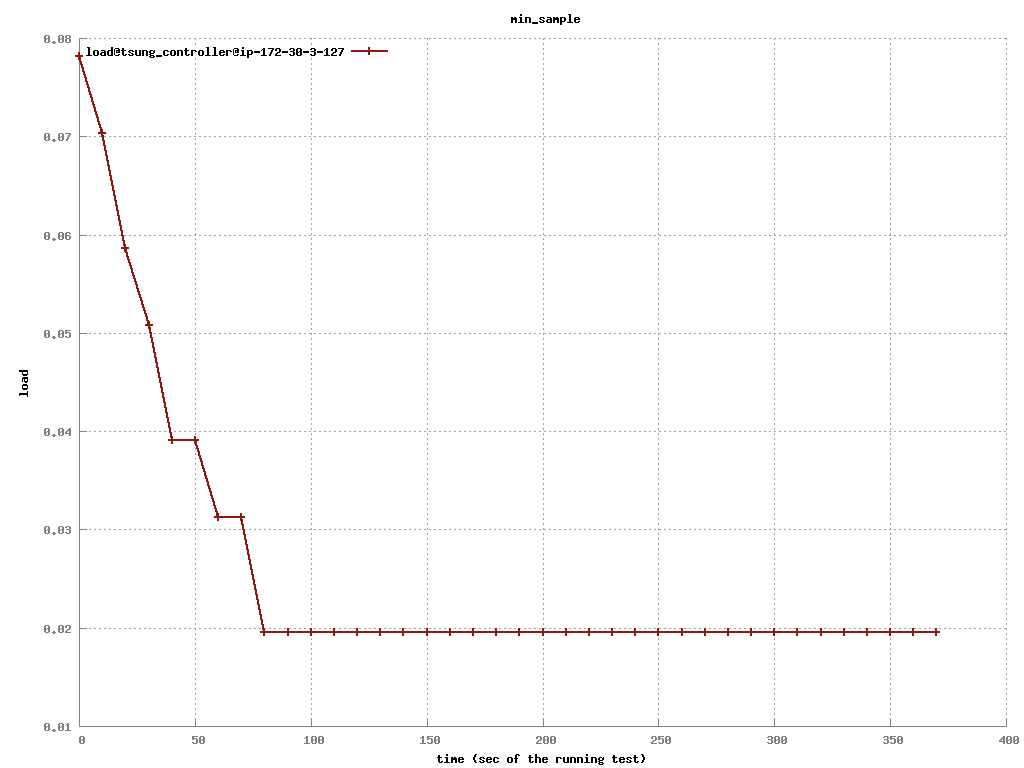 min_sample
load@tsung_controller@ip-172-30-3-127
0.08
0.07
0.06
0.05
0.04
0.03
0.02
0.01
load
0 50 100 150 200 250 300 350 400
time (sec of the running test)